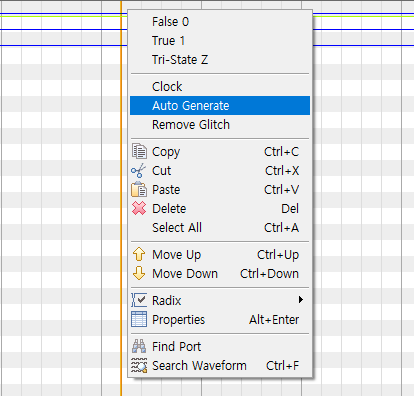 False 0
True 1
Tri-State Z
Clock
Auto Generate
Remove Glitch
Copy Ctrl+C
Cut Ctrl+X
Paste Ctrl+V
Delete Del
Select All Ctrl+A
Move Up Ctrl+Up
Move Down Ctrl+Down
Radix
Properties Alt+Enter
Find Port
Search Waveform Ctrl+F